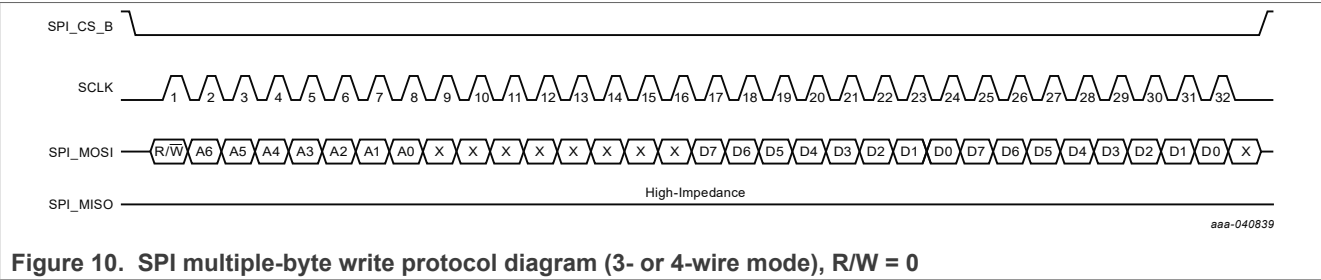 SPI_CS_B
SCLK
1 2 3 4 5 6 7 8 9 10 11 12 13 14 15 16 17 18 19 20 21 22 23 24 25 26 27 28 29 30 31 32
SPI_MOSI R/W̅ A6 A5 A4 A3 A2 A1 A0 X X X X X X X X D7 D6 D5 D4 D3 D2 D1 D0 D7 D6 D5 D4 D3 D2 D1 D0 X
High-Impedance
SPI_MISO
aaa-040839
Figure 10. SPI multiple-byte write protocol diagram (3- or 4-wire mode), R/W = 0